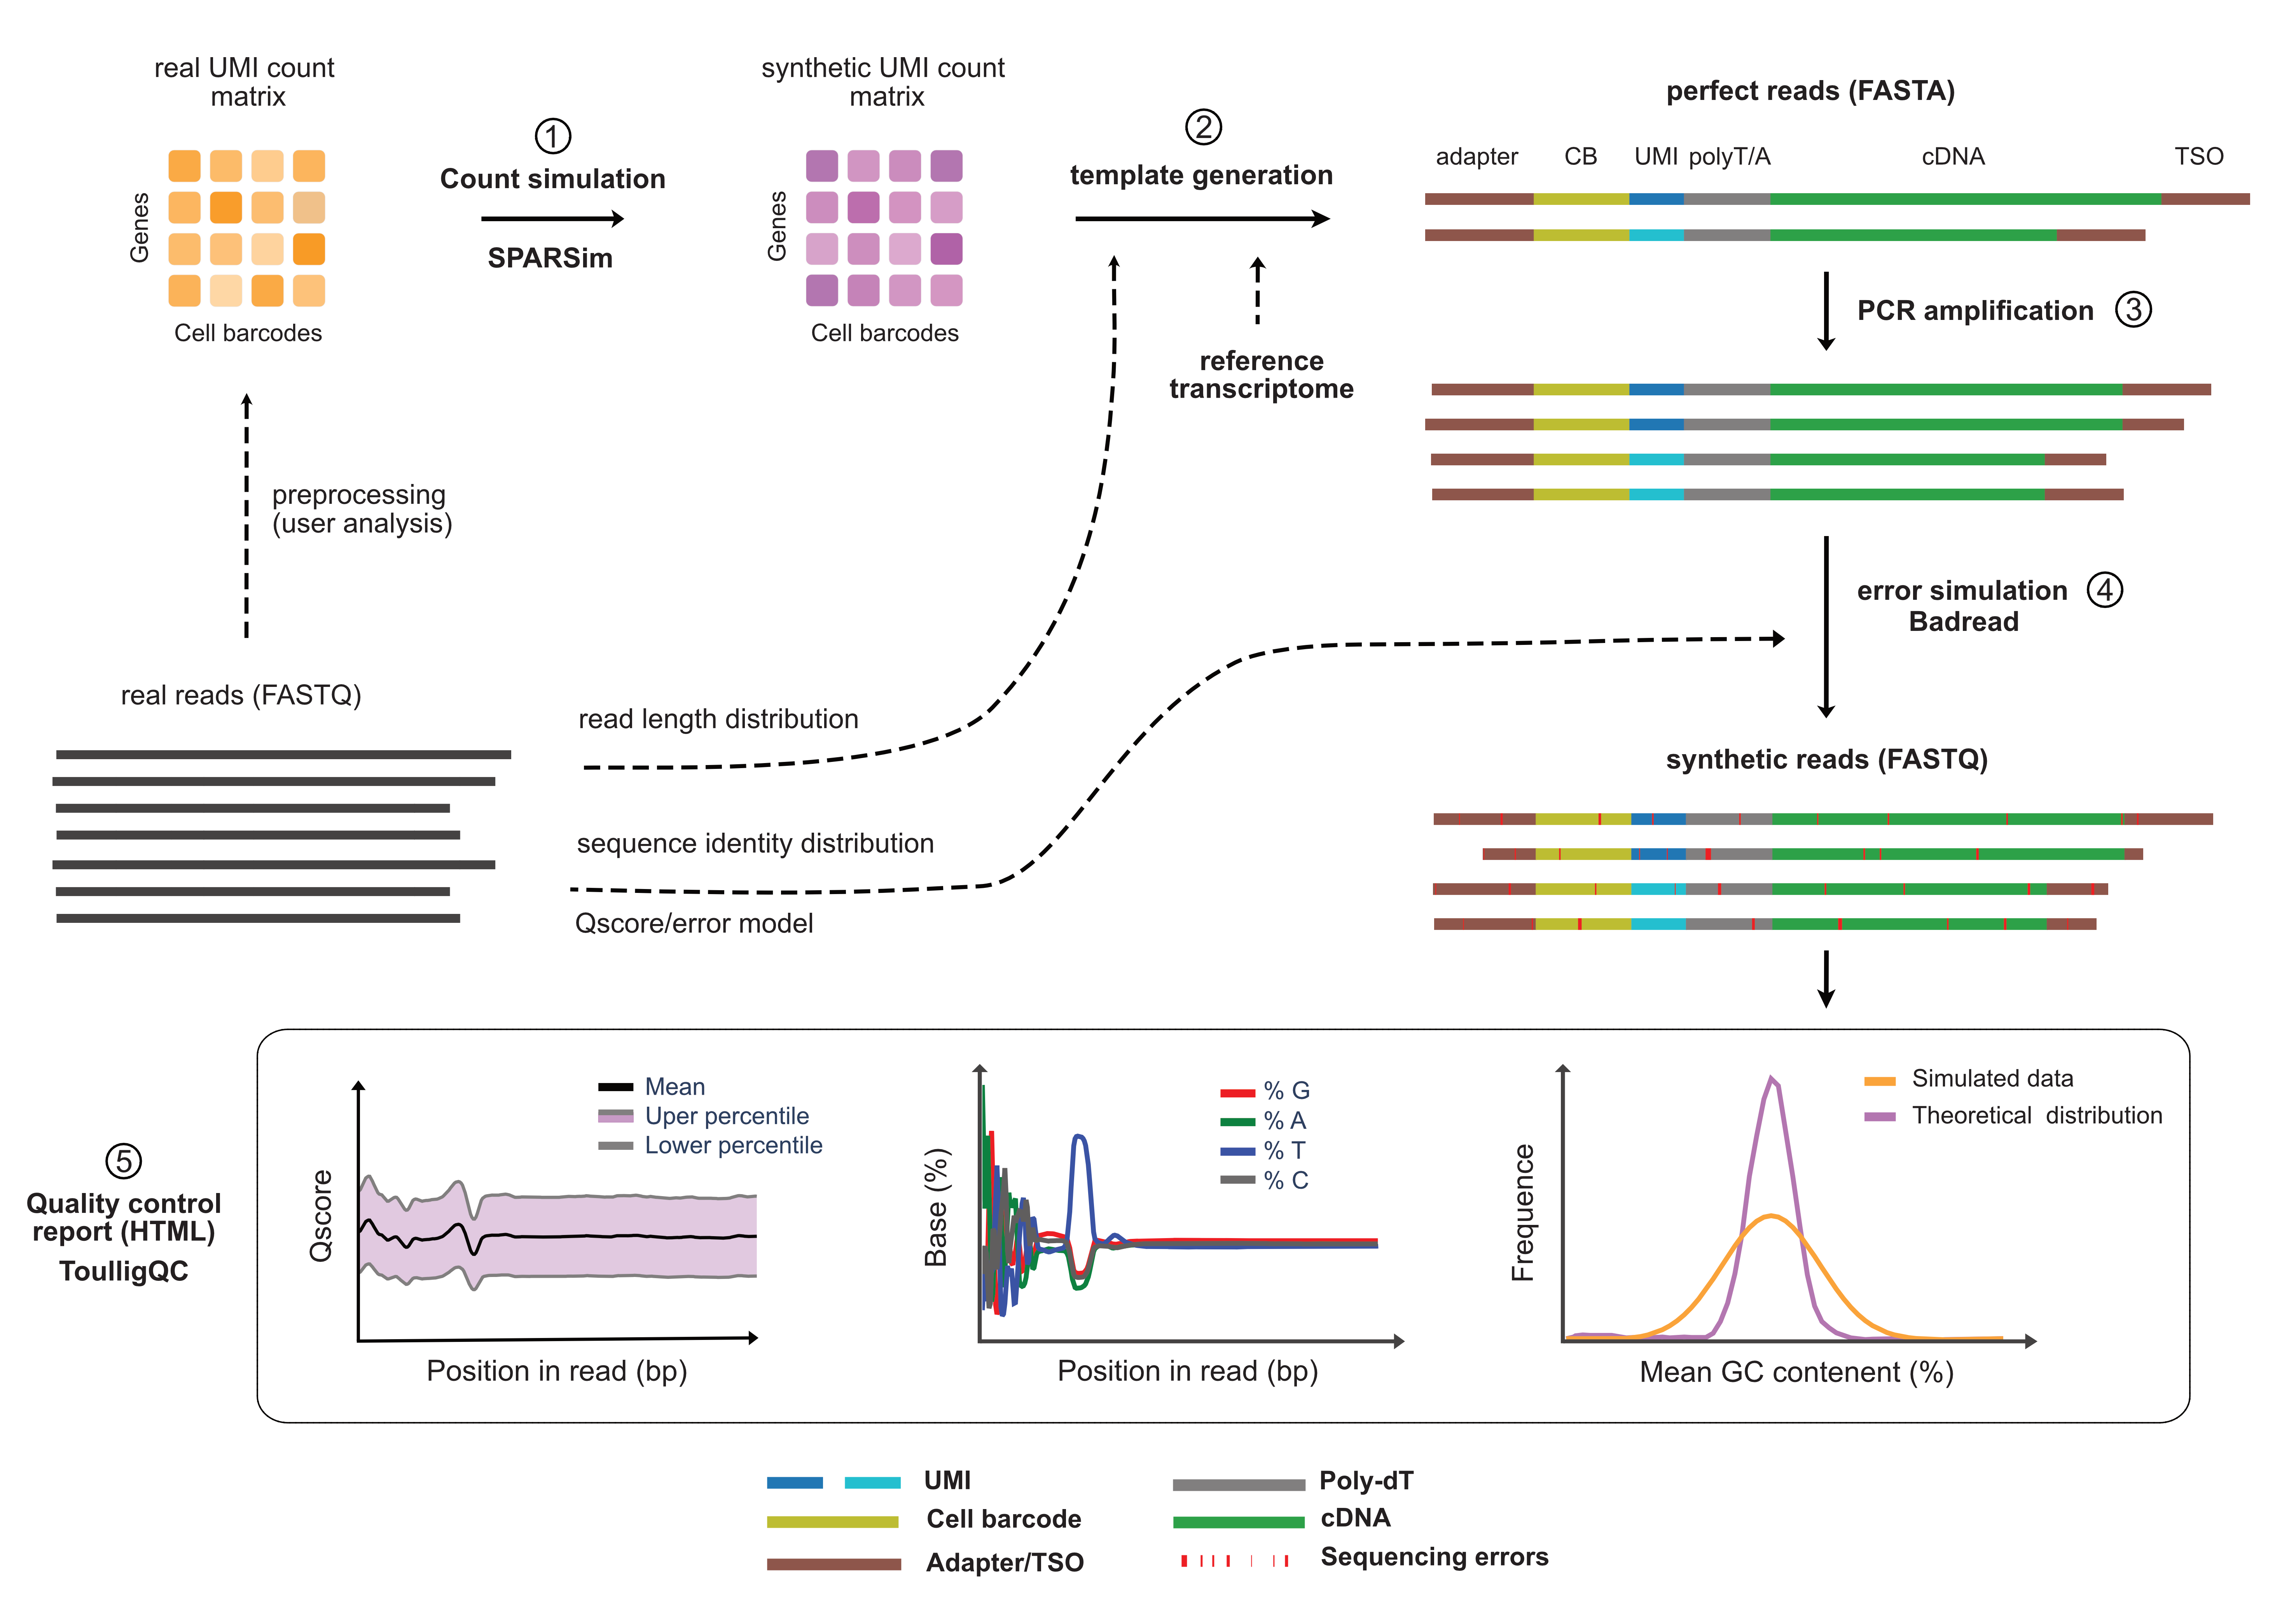 real UMI count
matrix
Genes
Cell barcodes
1
Count simulation
SPARSim
synthetic UMI count
matrix
Genes
Cell barcodes
2
template generation
reference
transcriptome
perfect reads (FASTA)
adapter CB UMI polyT/A cDNA TSO
PCR amplification 3
preprocessing
(user analysis)
error simulation 4
Badread
real reads (FASTQ)
read length distribution
sequence identity distribution
Qscore/error model
synthetic reads (FASTQ)
5
Quality control
report (HTML)
ToulligQC
Mean
Uper percentile
Lower percentile
Qscore
Position in read (bp)
% G
% A
% T
% C
Base (%)
Position in read (bp)
Simulated data
Theoretical distribution
Frequence
Mean GC contenent (%)
UMI
Cell barcode
Adapter/TSO
Poly-dT
cDNA
Sequencing errors